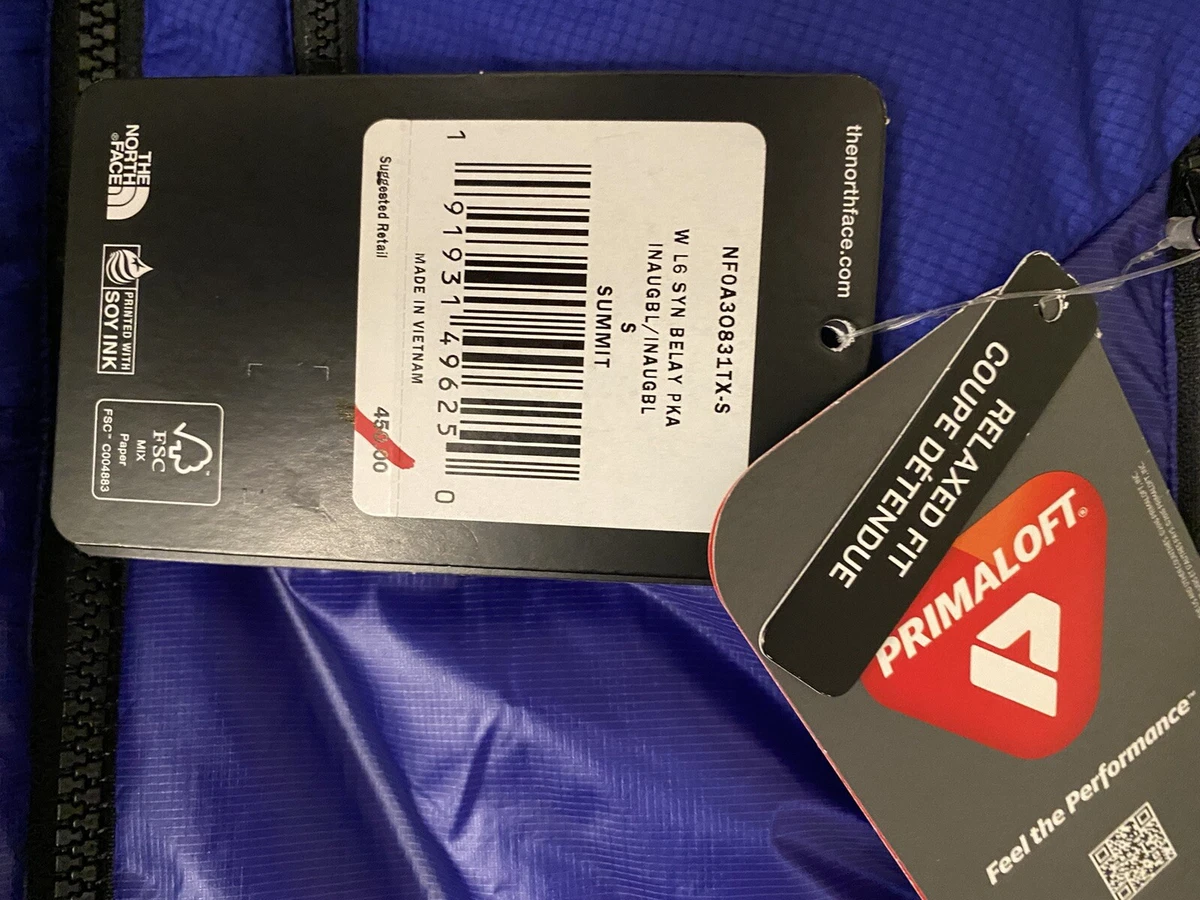 thenorthface.com
NF0A3O831TX-S
W L6 SYN BELAY PKA
INAUGBL/INAUGBL
S
SUMMIT
1 91931 49625 0
MADE IN VIETNAM
Suggested Retail
THE
NORTH
FACE®
PRINTED WITH
SOY INK
FSC
MIX
Paper
FSC™ C004883
RELAXED FIT
COUPE DÉTENDUE
PRIMALOFT®
Feel the Performance™